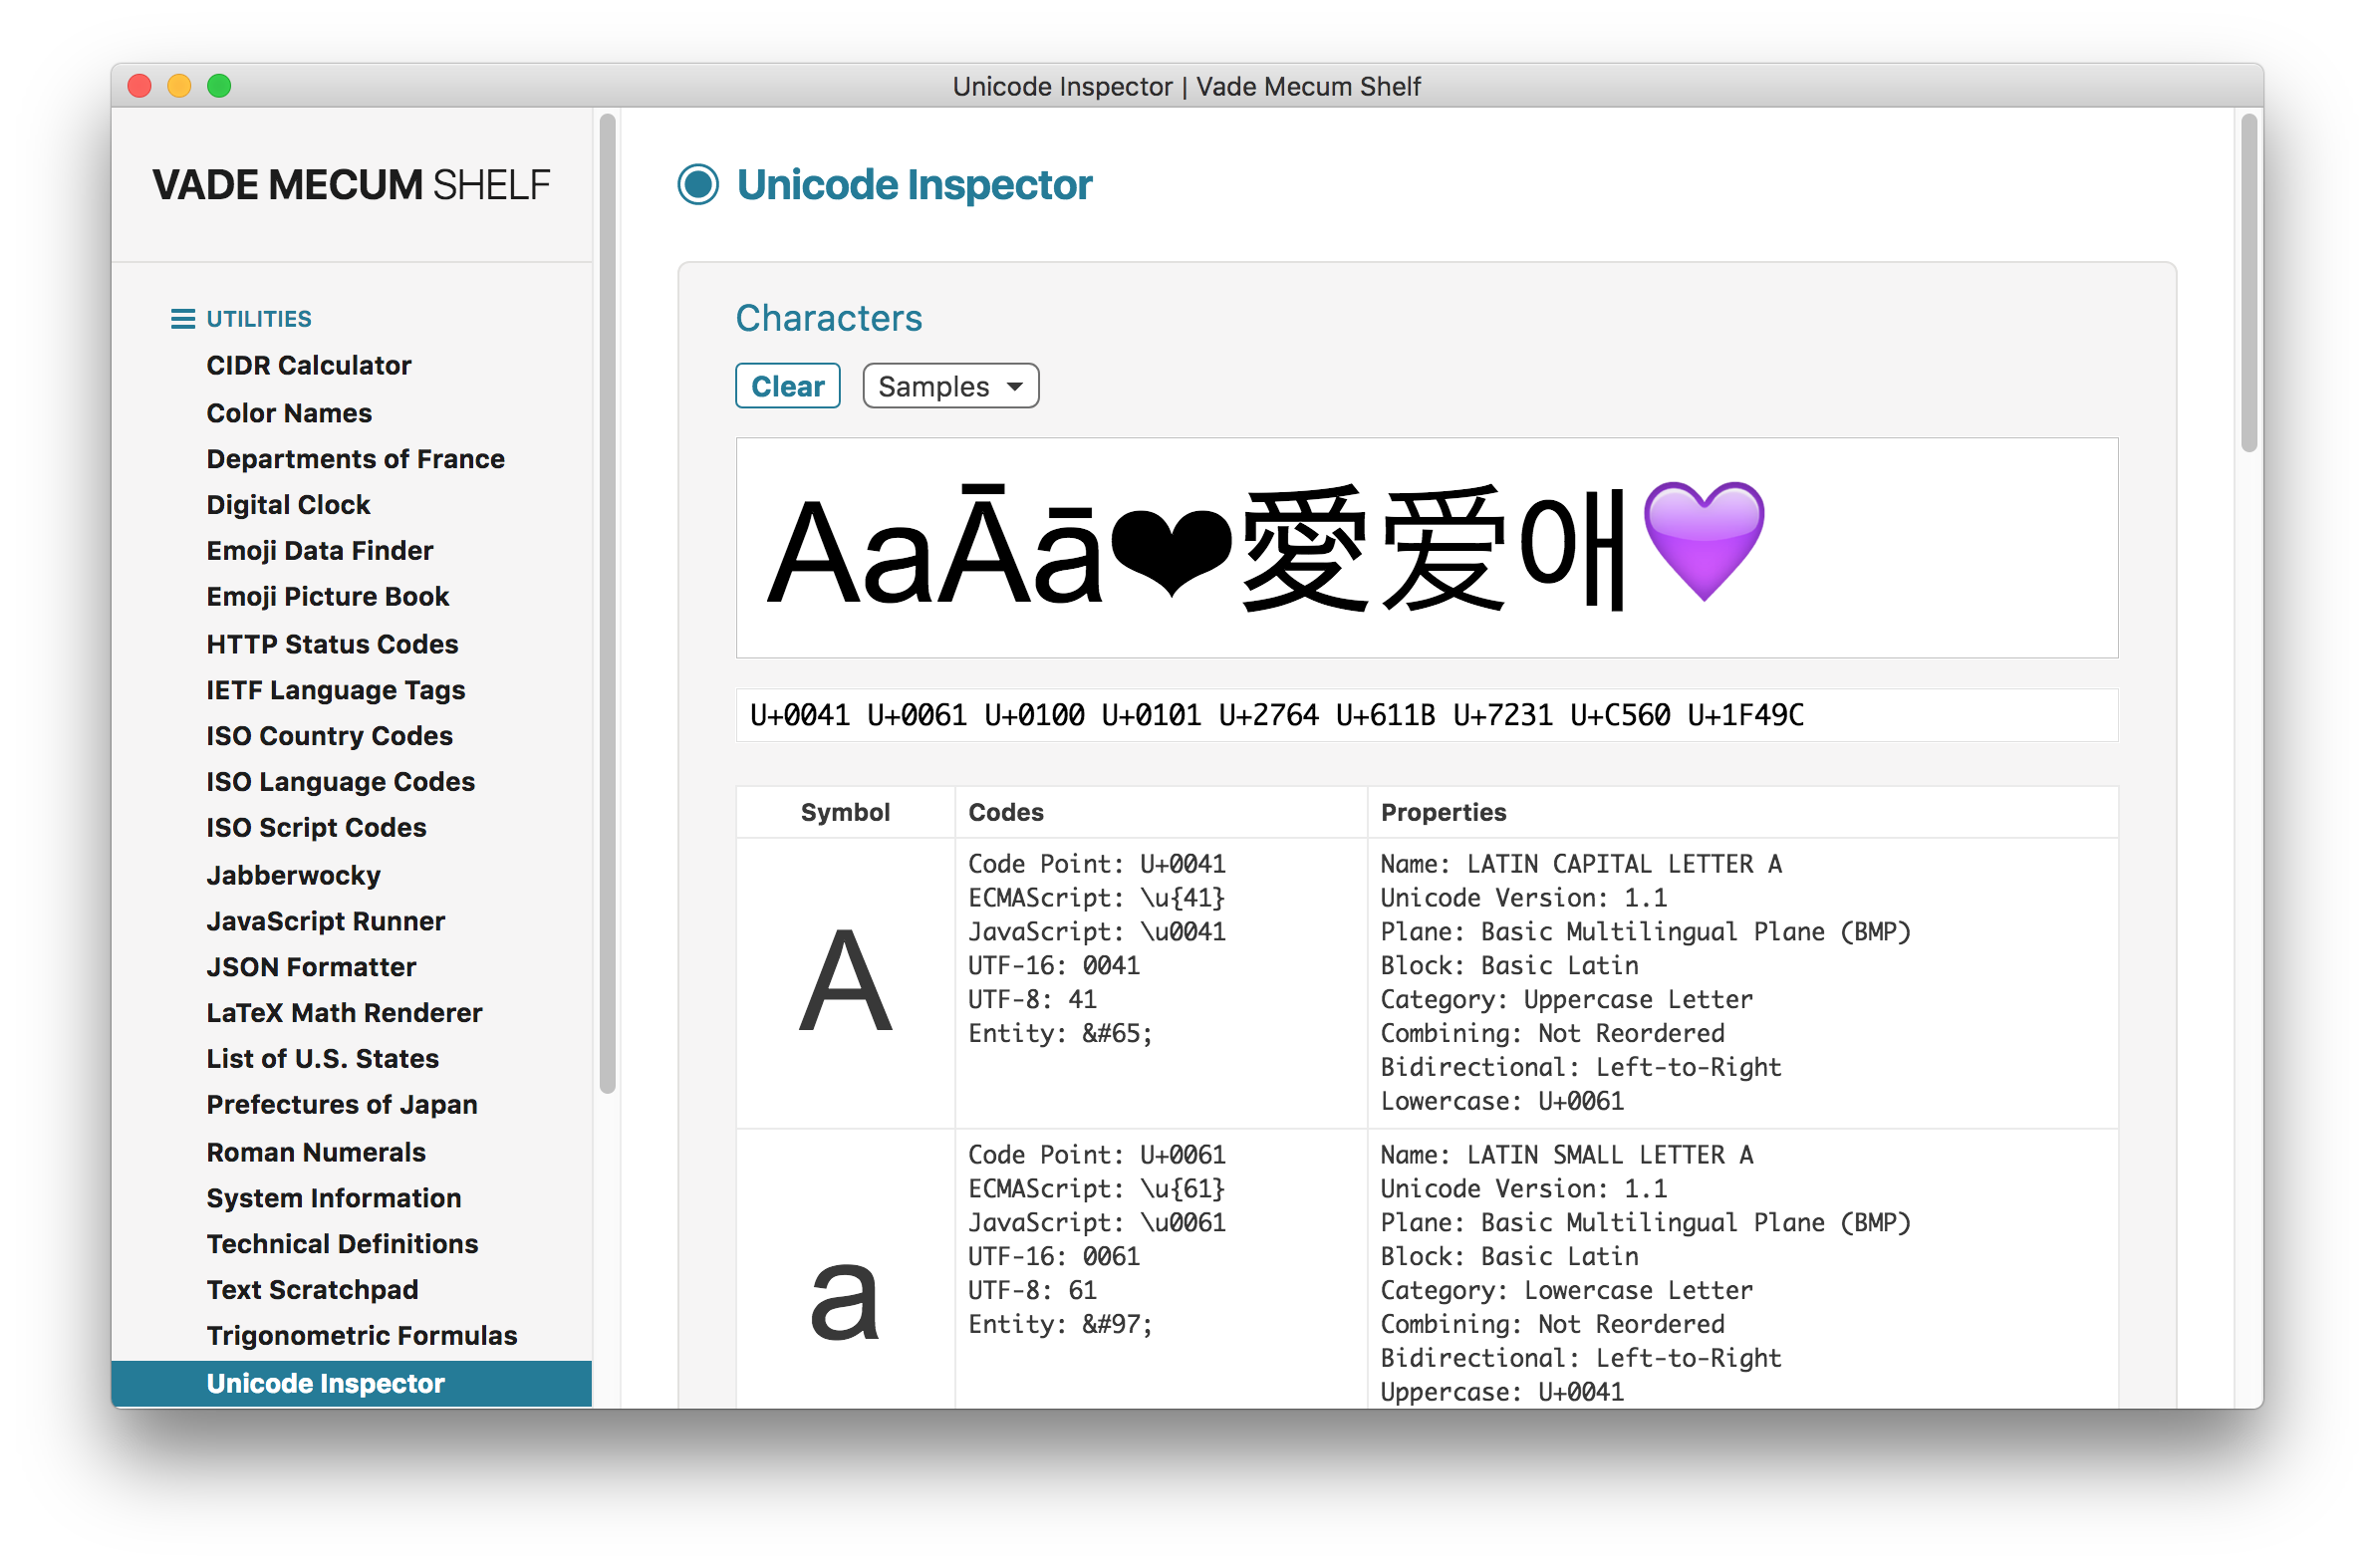 Unicode Inspector | Vade Mecum Shelf
VADE MECUM SHELF
UTILITIES
CIDR Calculator
Color Names
Departments of France
Digital Clock
Emoji Data Finder
Emoji Picture Book
HTTP Status Codes
IETF Language Tags
ISO Country Codes
ISO Language Codes
ISO Script Codes
Jabberwocky
JavaScript Runner
JSON Formatter
LaTeX Math Renderer
List of U.S. States
Prefectures of Japan
Roman Numerals
System Information
Technical Definitions
Text Scratchpad
Trigonometric Formulas
Unicode Inspector
Unicode Inspector
Characters
Clear Samples
AaĀā❤愛爱애💜
U+0041 U+0061 U+0100 U+0101 U+2764 U+611B U+7231 U+C560 U+1F49C
Symbol Codes Properties
A
Code Point: U+0041
ECMAScript: \u{41}
JavaScript: \u0041
UTF-16: 0041
UTF-8: 41
Entity: &#65;
Name: LATIN CAPITAL LETTER A
Unicode Version: 1.1
Plane: Basic Multilingual Plane (BMP)
Block: Basic Latin
Category: Uppercase Letter
Combining: Not Reordered
Bidirectional: Left-to-Right
Lowercase: U+0061
a
Code Point: U+0061
ECMAScript: \u{61}
JavaScript: \u0061
UTF-16: 0061
UTF-8: 61
Entity: &#97;
Name: LATIN SMALL LETTER A
Unicode Version: 1.1
Plane: Basic Multilingual Plane (BMP)
Block: Basic Latin
Category: Lowercase Letter
Combining: Not Reordered
Bidirectional: Left-to-Right
Uppercase: U+0041